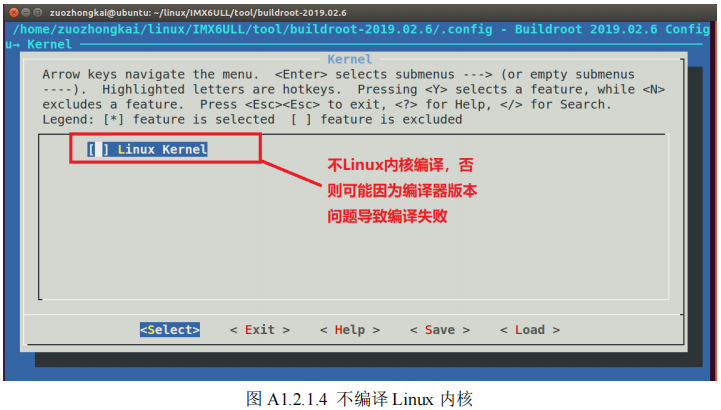 zuozhongkai@ubuntu: ~/linux/IMX6ULL/tool/buildroot-2019.02.6
/home/zuozhongkai/linux/IMX6ULL/tool/buildroot-2019.02.6/.config - Buildroot 2019.02.6 Config
u→ Kernel
Kernel
Arrow keys navigate the menu. <Enter> selects submenus ---> (or empty submenus
----). Highlighted letters are hotkeys. Pressing <Y> selects a feature, while <N>
excludes a feature. Press <Esc><Esc> to exit, <?> for Help, </> for Search.
Legend: [*] feature is selected [ ] feature is excluded
[ ] Linux Kernel
不Linux内核编译，否
则可能因为编译器版本
问题导致编译失败
<Select> < Exit > < Help > < Save > < Load >
图 A1.2.1.4 不编译 Linux 内核